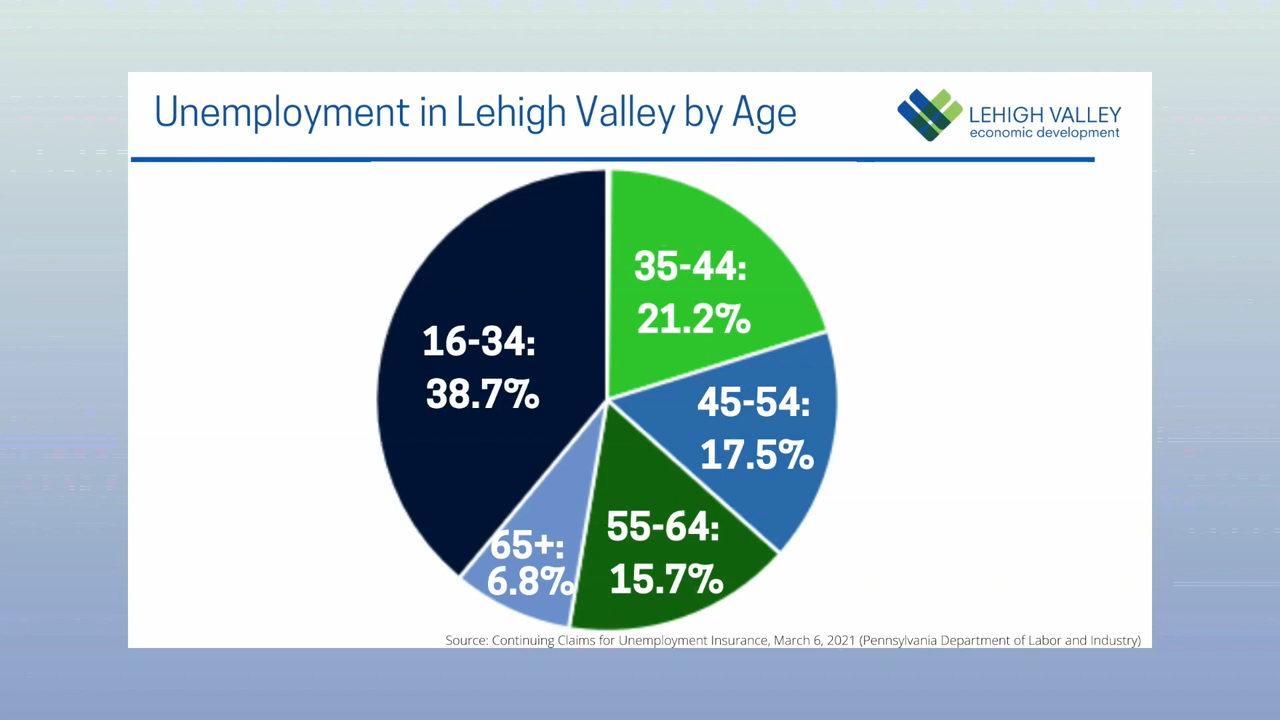 Unemployment in Lehigh Valley by Age
LEHIGH VALLEY
economic development
35-44:
21.2%
16-34:
38.7%
45-54:
17.5%
55-64:
15.7%
65+:
6.8%
Source: Continuing Claims for Unemployment Insurance, March 6, 2021 (Pennsylvania Department of Labor and Industry)